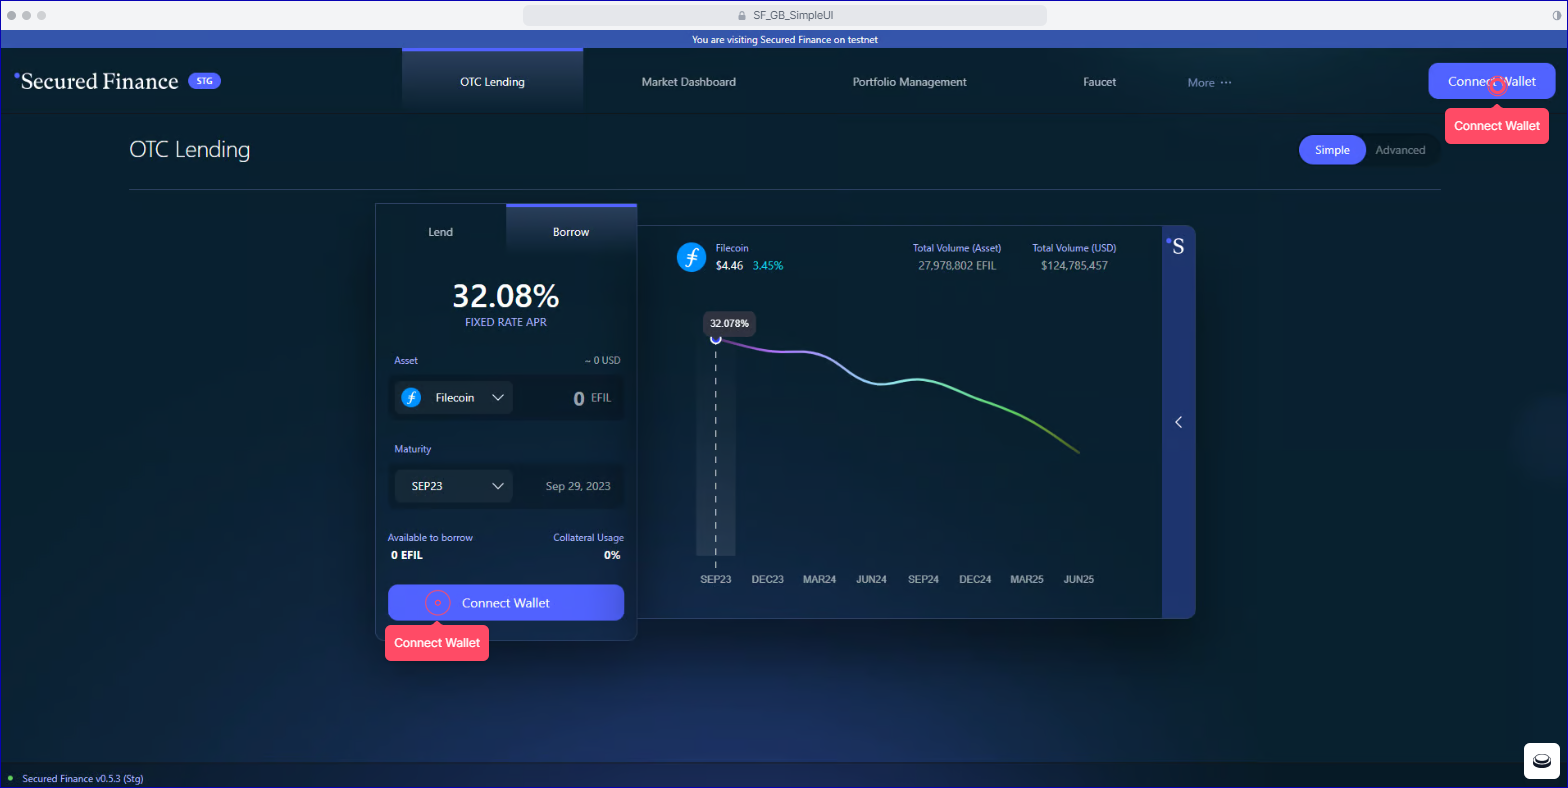 SF_GB_SimpleUI
You are visiting Secured Finance on testnet
Secured Finance STG
OTC Lending
Market Dashboard
Portfolio Management
Faucet
More ···
Connect Wallet
Connect Wallet
OTC Lending
Simple
Advanced
Lend
Borrow
32.08%
FIXED RATE APR
Asset
~ 0 USD
Filecoin
0 EFIL
Maturity
SEP23
Sep 29, 2023
Available to borrow
Collateral Usage
0 EFIL
0%
Connect Wallet
Connect Wallet
Filecoin
$4.46 3.45%
Total Volume (Asset)
27,978,802 EFIL
Total Volume (USD)
$124,785,457
S
32.078%
SEP23 DEC23 MAR24 JUN24 SEP24 DEC24 MAR25 JUN25
Secured Finance v0.5.3 (Stg)